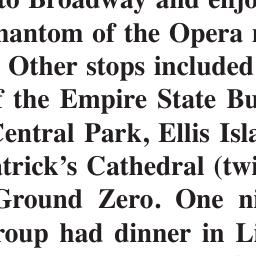 to Broadway and enjo
hantom of the Opera
Other stops included
f the Empire State Bu
Central Park, Ellis Isla
atrick's Cathedral (twi
Ground Zero. One ni
roup had dinner in Li